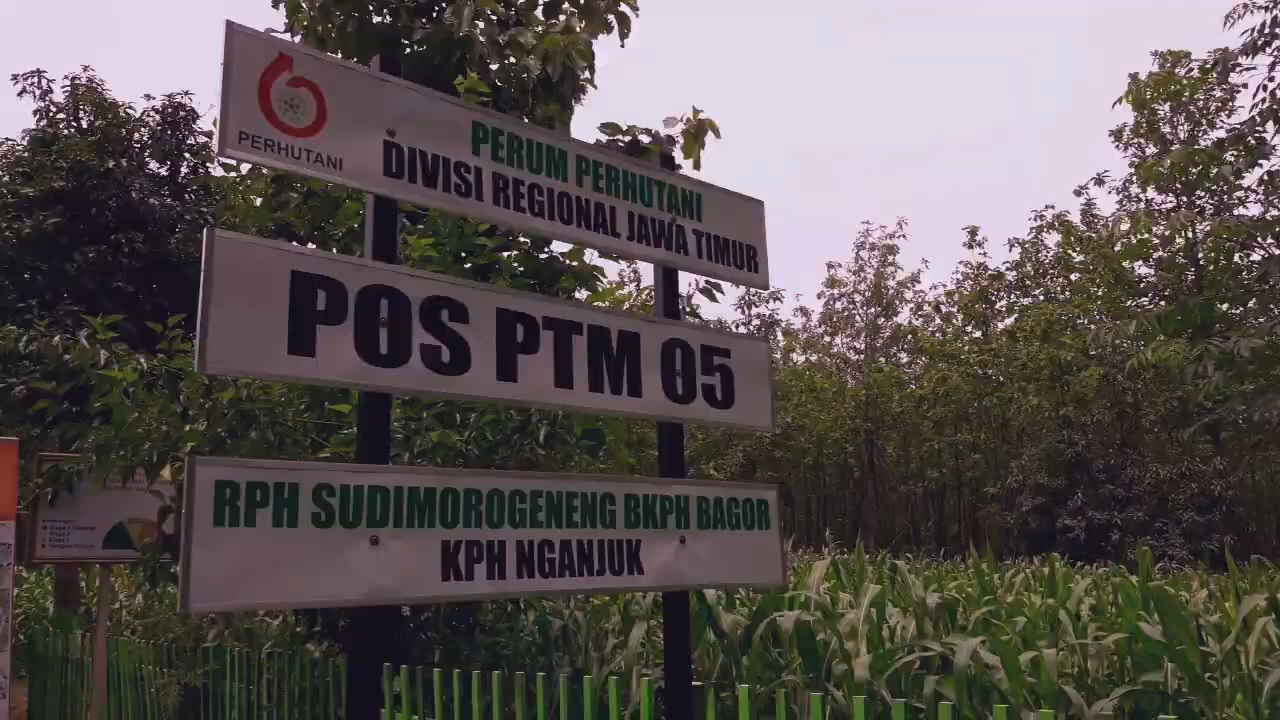 PERHUTANI
PERUM PERHUTANI
DIVISI REGIONAL JAWA TIMUR
POS PTM 05
RPH SUDIMOROGENENG BKPH BAGOR
KPH NGANJUK